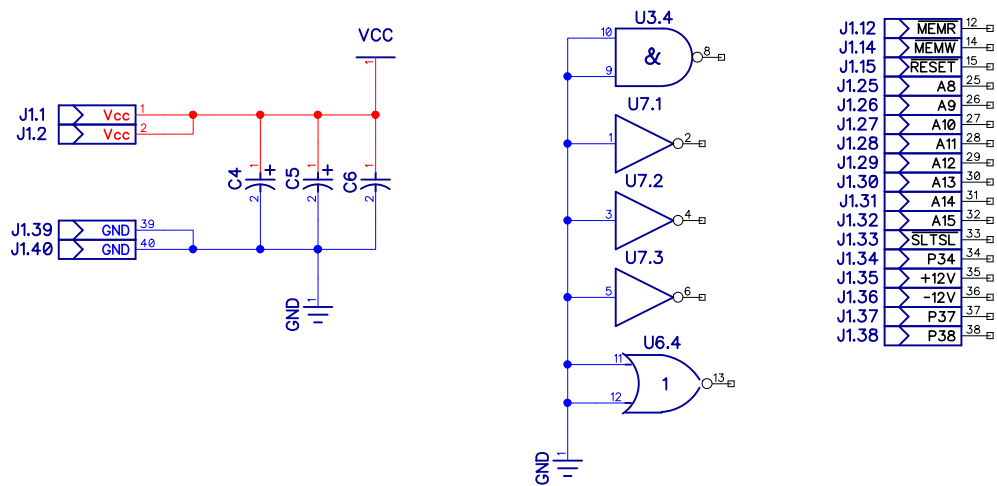 VCC
1
J1.1 Vcc 1
J1.2 Vcc 2
1 + 1 + 1
C4 C5 C6
2 2 2
J1.39 GND 39
J1.40 GND 40
1
GND
U3.4
10
& 8
9
U7.1
1 2
U7.2
3 4
U7.3
5 6
U6.4
11
1 13
12
1
GND
J1.12 MEMR 12
J1.14 MEMW 14
J1.15 RESET 15
J1.25 A8 25
J1.26 A9 26
J1.27 A10 27
J1.28 A11 28
J1.29 A12 29
J1.30 A13 30
J1.31 A14 31
J1.32 A15 32
J1.33 SLTSL 33
J1.34 P34 34
J1.35 +12V 35
J1.36 -12V 36
J1.37 P37 37
J1.38 P38 38